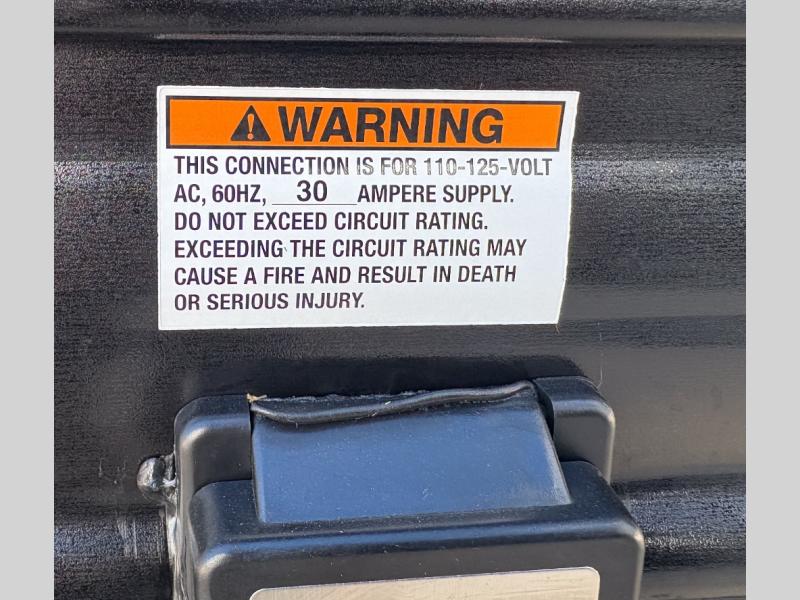 WARNING
THIS CONNECTION IS FOR 110-125-VOLT
AC, 60HZ, 30 AMPERE SUPPLY.
DO NOT EXCEED CIRCUIT RATING.
EXCEEDING THE CIRCUIT RATING MAY
CAUSE A FIRE AND RESULT IN DEATH
OR SERIOUS INJURY.